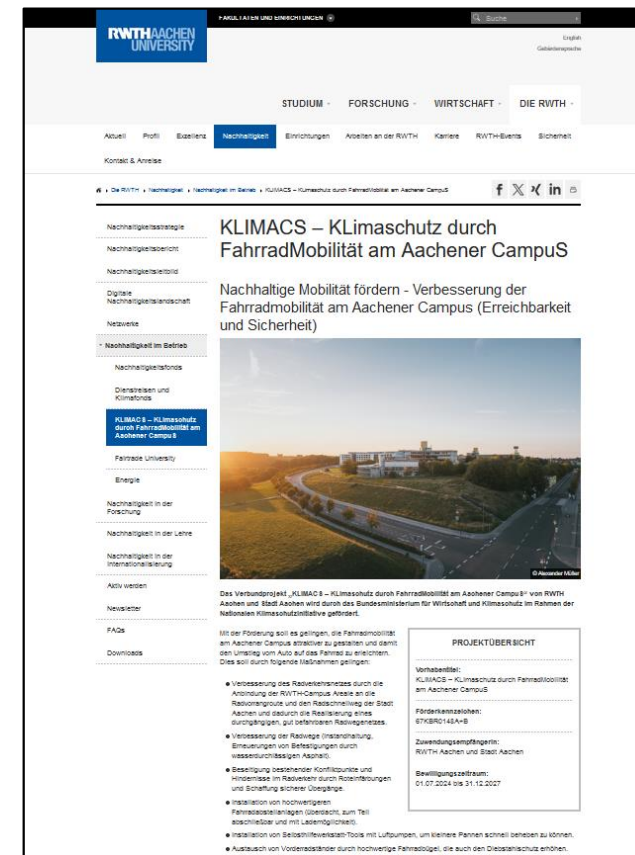 FAKULTÄTEN UND EINRICHTUNGEN
Suche
RWTHAACHEN
UNIVERSITY
English
Gebärdensprache
STUDIUM
FORSCHUNG
WIRTSCHAFT
DIE RWTH
Aktuell
Profil
Exzellenz
Nachhaltigkeit
Einrichtungen
Arbeiten an der RWTH
Karriere
RWTH-Events
Sicherheit
Kontakt & Anreise
Die RWTH
Nachhaltigkeit
Nachhaltigkeit im Betrieb
KLIMACS – KLimaschutz durch FahrradMobilität am Aachener CampuS
Nachhaltigkeitsstrategie
Nachhaltigkeitsbericht
Nachhaltigkeitsleitbild
Digitale
Nachhaltigkeitslandschaft
Netzwerke
Nachhaltigkeit im Betrieb
Nachhaltigkeitsfonds
Dienstreisen und
Klimafonds
KLIMACS – KLimaschutz
durch FahrradMobilität am
Aachener CampuS
Fairtrade University
Energie
Nachhaltigkeit in der
Forschung
Nachhaltigkeit in der Lehre
Nachhaltigkeit in der
Internationalisierung
Aktiv werden
Newsletter
FAQs
Downloads
KLIMACS – KLimaschutz durch
FahrradMobilität am Aachener CampuS
Nachhaltige Mobilität fördern - Verbesserung der
Fahrradmobilität am Aachener Campus (Erreichbarkeit
und Sicherheit)
© Alexander Müller
Das Verbundprojekt „KLIMACS – KLimaschutz durch FahrradMobilität am Aachener CampuS“ von RWTH
Aachen und Stadt Aachen wird durch das Bundesministerium für Wirtschaft und Klimaschutz im Rahmen der
Nationalen Klimaschutzinitiative gefördert.
Mit der Förderung soll es gelingen, die Fahrradmobilität
am Aachener Campus attraktiver zu gestalten und damit
den Umstieg vom Auto auf das Fahrrad zu erleichtern.
Dies soll durch folgende Maßnahmen gelingen:
Verbesserung des Radverkehrsnetzes durch die
Anbindung der RWTH-Campus Areale an die
Radvorrangroute und den Radschnellweg der Stadt
Aachen und dadurch die Realisierung eines
durchgängigen, gut befahrbaren Radwegenetzes.
Verbesserung der Radwege (Instandhaltung,
Erneuerungen von Befestigungen durch
wasserdurchlässigen Asphalt).
Beseitigung bestehender Konfliktpunkte und
Hindernisse im Radverkehr durch Roteinfärbungen
und Schaffung sicherer Übergänge.
Installation von hochwertigeren
Fahrradabstellanlagen (überdacht, zum Teil
abschließbar und mit Lademöglichkeit).
Installation von Selbsthilfewerkstatt-Tools mit Luftpumpen, um kleinere Pannen schnell beheben zu können.
Austausch von Vorderradständer durch hochwertige Fahrradbügel, die auch den Diebstahlschutz erhöhen.
PROJEKTÜBERSICHT
Vorhabentitel:
KLIMACS – KLimaschutz durch FahrradMobilität
am Aachener CampuS
Förderkennzeichen:
67KBR0148A+B
Zuwendungsempfängerin:
RWTH Aachen und Stadt Aachen
Bewilligungszeitraum:
01.07.2024 bis 31.12.2027